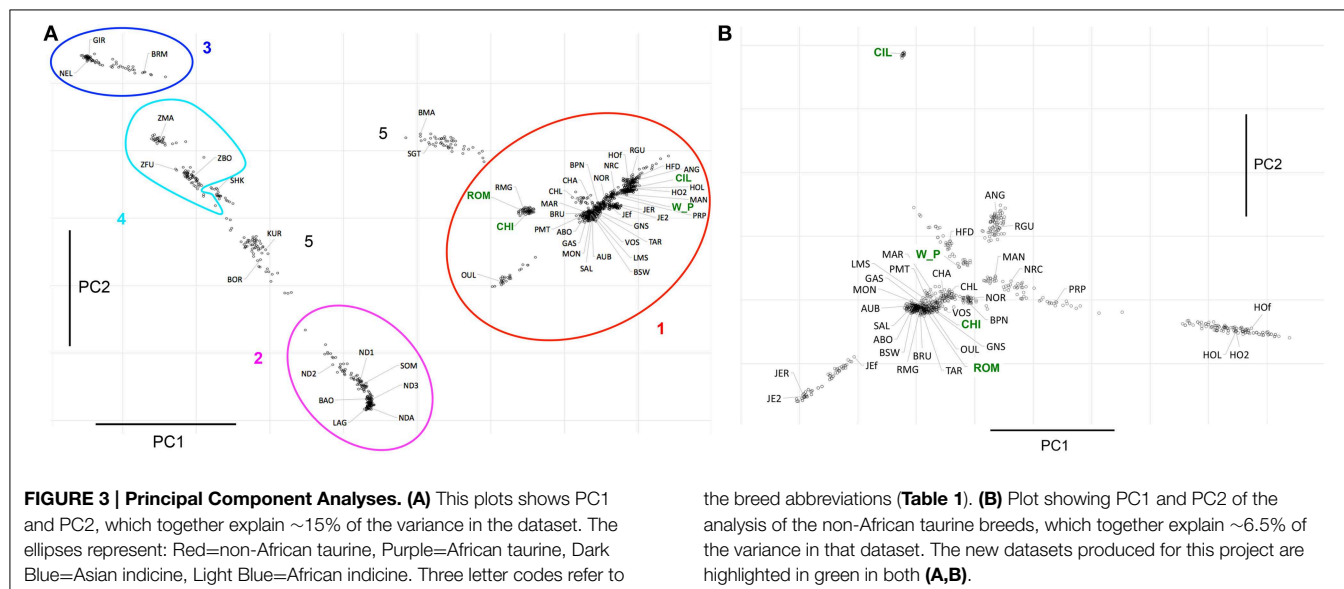 A
GIR
BRM
3
NEL
ZMA
ZFU
ZBO
SHK
4
5
KUR
BOR
PC2
PC1
2
ND1
ND2
SOM
ND3
BAO
LAG
NDA
5
BMA
SGT
HOf
RGU
BPN
NRC
HFD
ANG
NOR
CIL
CHA
HOL
RMG
CHL
HO2
ROM
MAN
MAR
W_P
BRU
JEf
JER
PRP
CHI
JE2
PMT
GNS
ABO
VOS
TAR
GAS
AUB
LMS
MON
SAL
BSW
OUL
1
B
CIL
PC2
ANG
RGU
HFD
W_P
MAR
MAN
LMS
PMT
CHA
NRC
GAS
CHL
MON
NOR
PRP
AUB
VOS
BPN
HOf
CHI
SAL
GNS
ABO
OUL
HOL
HO2
BSW
BRU
JEf
ROM
RMG
TAR
JER
JE2
PC1
FIGURE 3 | Principal Component Analyses. (A) This plots shows PC1
and PC2, which together explain ∼15% of the variance in the dataset. The
ellipses represent: Red=non-African taurine, Purple=African taurine, Dark
Blue=Asian indicine, Light Blue=African indicine. Three letter codes refer to
the breed abbreviations (Table 1). (B) Plot showing PC1 and PC2 of the
analysis of the non-African taurine breeds, which together explain ∼6.5% of
the variance in that dataset. The new datasets produced for this project are
highlighted in green in both (A,B).